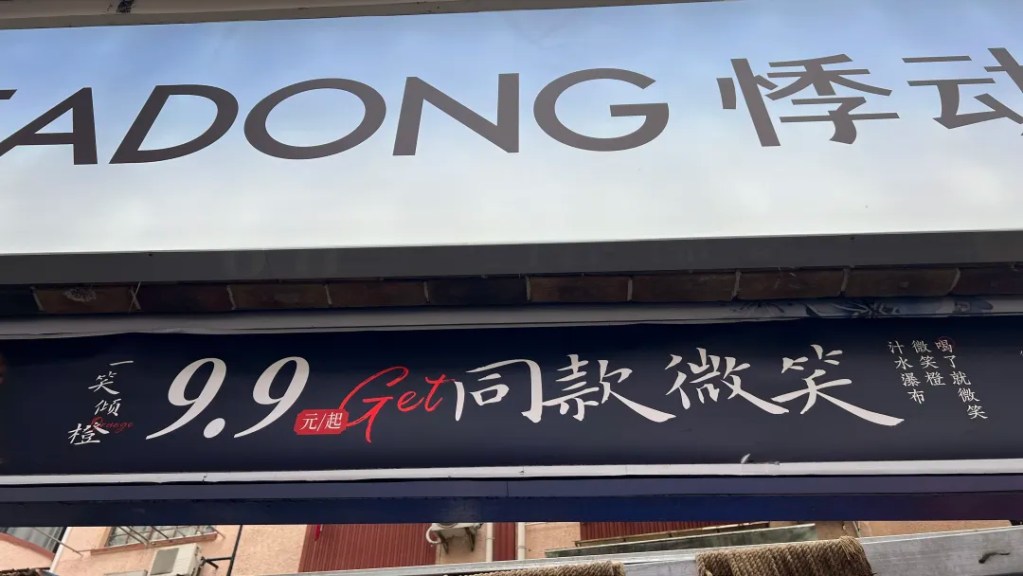 ADONG 悸动
一笑倾橙
orange
9.9元/起 Get同款微笑
喝了就微笑
微笑橙
汁水瀑布